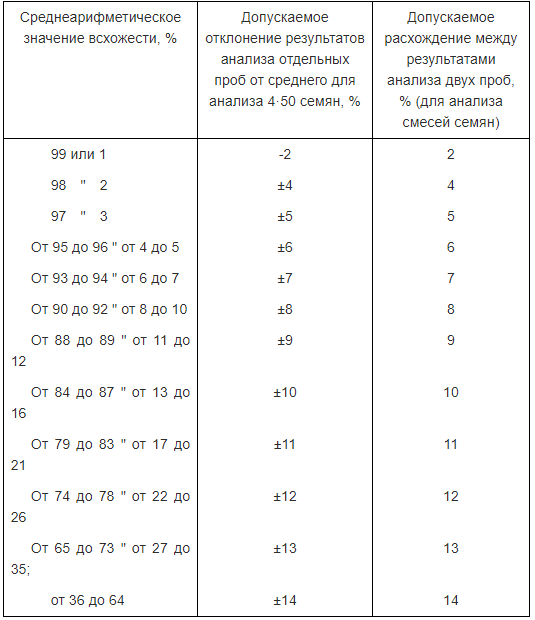 Среднеарифметическое
значение всхожести, %
Допускаемое
отклонение результатов
анализа отдельных
проб от среднего для
анализа 4·50 семян, %
Допускаемое
расхождение между
результатами
анализа двух проб,
% (для анализа
смесей семян)
99 или 1 -2 2
98 " 2 ±4 4
97 " 3 ±5 5
От 95 до 96 " от 4 до 5 ±6 6
От 93 до 94 " от 6 до 7 ±7 7
От 90 до 92 " от 8 до 10 ±8 8
От 88 до 89 " от 11 до ±9 9
12
От 84 до 87 " от 13 до ±10 10
16
От 79 до 83 " от 17 до ±11 11
21
От 74 до 78 " от 22 до ±12 12
26
От 65 до 73 " от 27 до ±13 13
35;
от 36 до 64 ±14 14